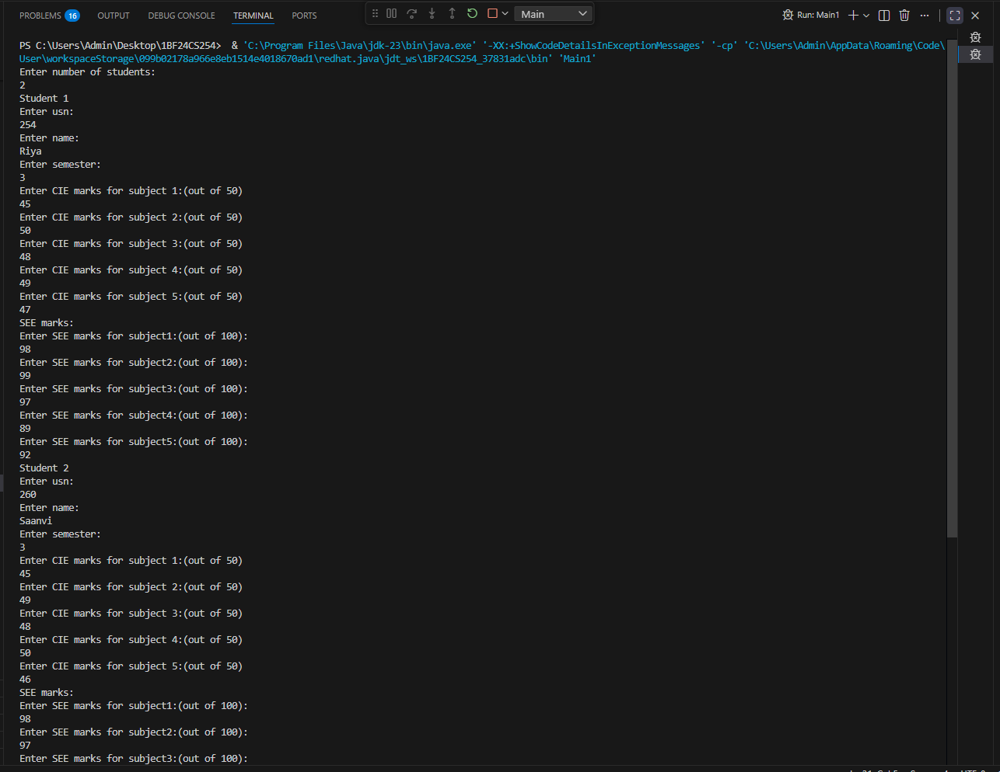 PROBLEMS 16 OUTPUT DEBUG CONSOLE TERMINAL PORTS Main Run: Main1
PS C:\Users\Admin\Desktop\1BF24CS254> & 'C:\Program Files\Java\jdk-23\bin\java.exe' '-XX:+ShowCodeDetailsInExceptionMessages' '-cp' 'C:\Users\Admin\AppData\Roaming\Code\
User\workspaceStorage\099b02178a966e8eb1514e4018670ad1\redhat.java\jdt_ws\1BF24CS254_37831adc\bin' 'Main1'
Enter number of students:
2
Student 1
Enter usn:
254
Enter name:
Riya
Enter semester:
3
Enter CIE marks for subject 1:(out of 50)
45
Enter CIE marks for subject 2:(out of 50)
50
Enter CIE marks for subject 3:(out of 50)
48
Enter CIE marks for subject 4:(out of 50)
49
Enter CIE marks for subject 5:(out of 50)
47
SEE marks:
Enter SEE marks for subject1:(out of 100):
98
Enter SEE marks for subject2:(out of 100):
99
Enter SEE marks for subject3:(out of 100):
97
Enter SEE marks for subject4:(out of 100):
89
Enter SEE marks for subject5:(out of 100):
92
Student 2
Enter usn:
260
Enter name:
Saanvi
Enter semester:
3
Enter CIE marks for subject 1:(out of 50)
45
Enter CIE marks for subject 2:(out of 50)
49
Enter CIE marks for subject 3:(out of 50)
48
Enter CIE marks for subject 4:(out of 50)
50
Enter CIE marks for subject 5:(out of 50)
46
SEE marks:
Enter SEE marks for subject1:(out of 100):
98
Enter SEE marks for subject2:(out of 100):
97
Enter SEE marks for subject3:(out of 100):